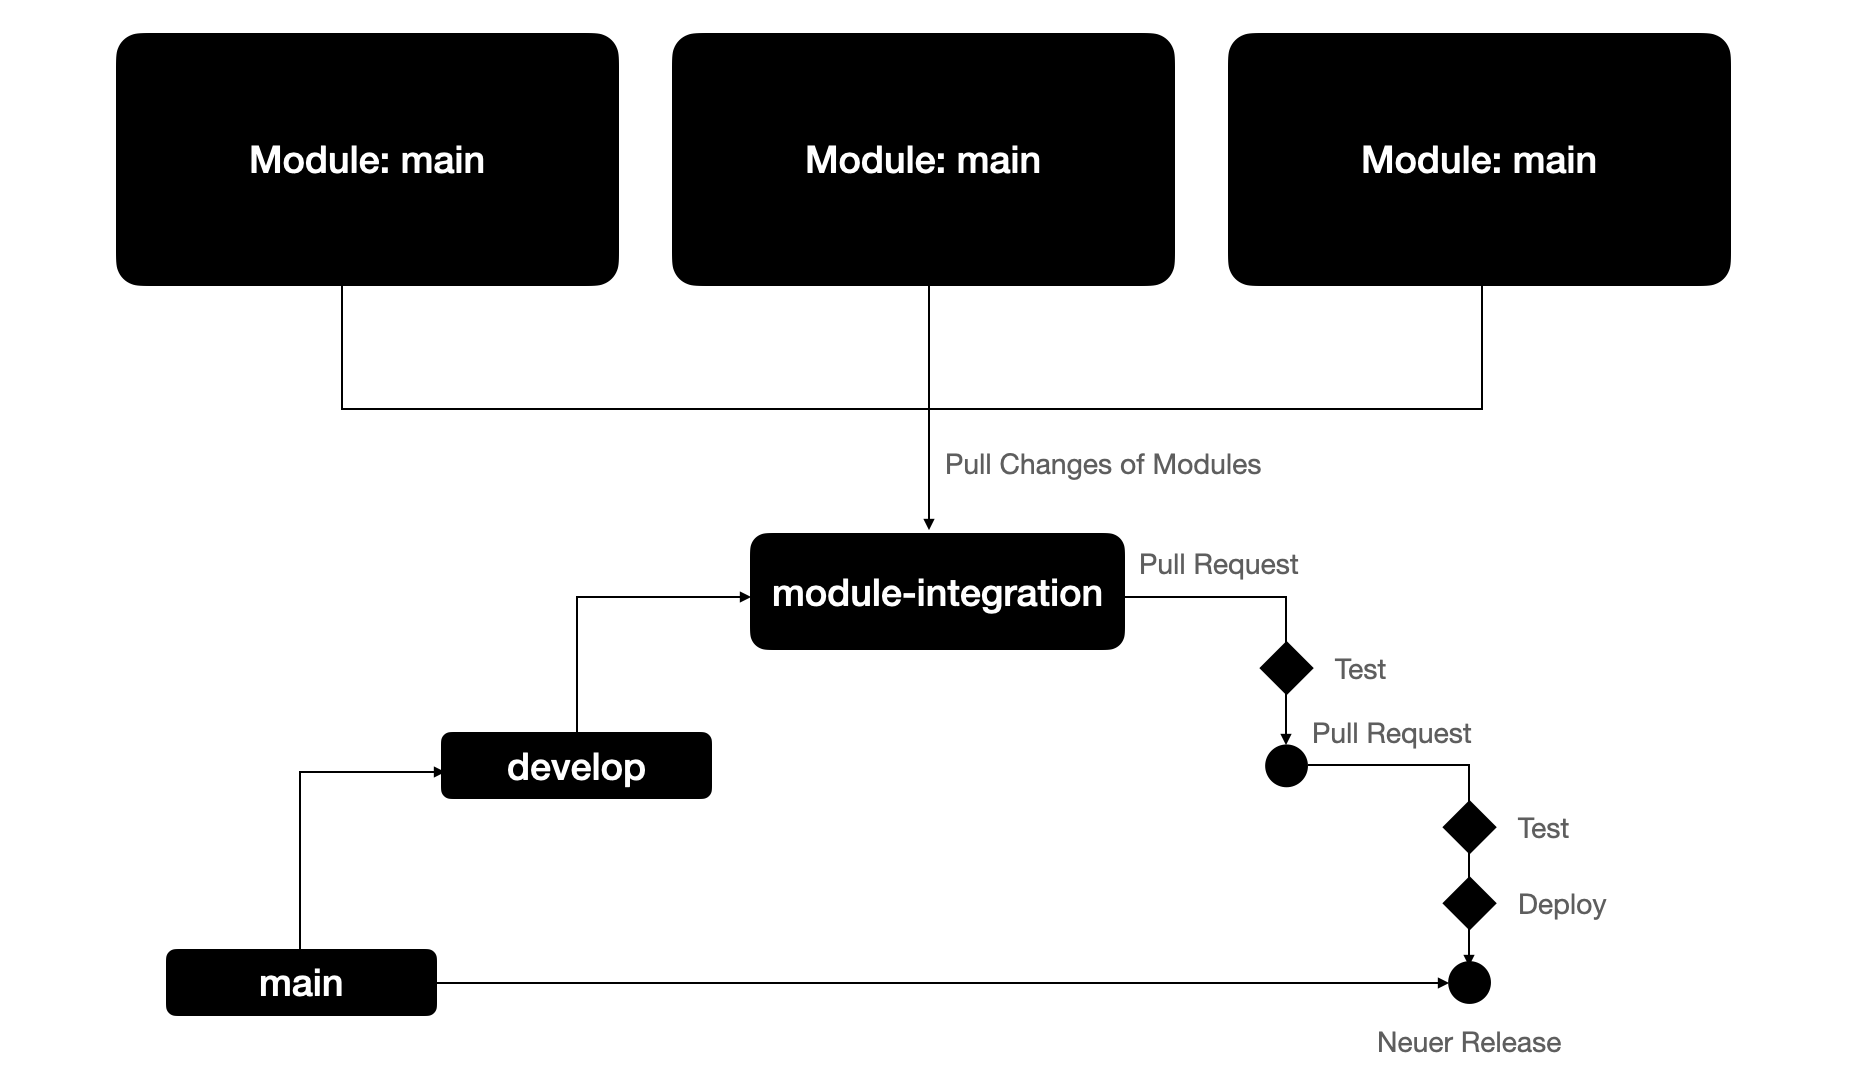 Module: main
Module: main
Module: main
Pull Changes of Modules
module-integration
Pull Request
Test
Pull Request
develop
Test
Deploy
main
Neuer Release